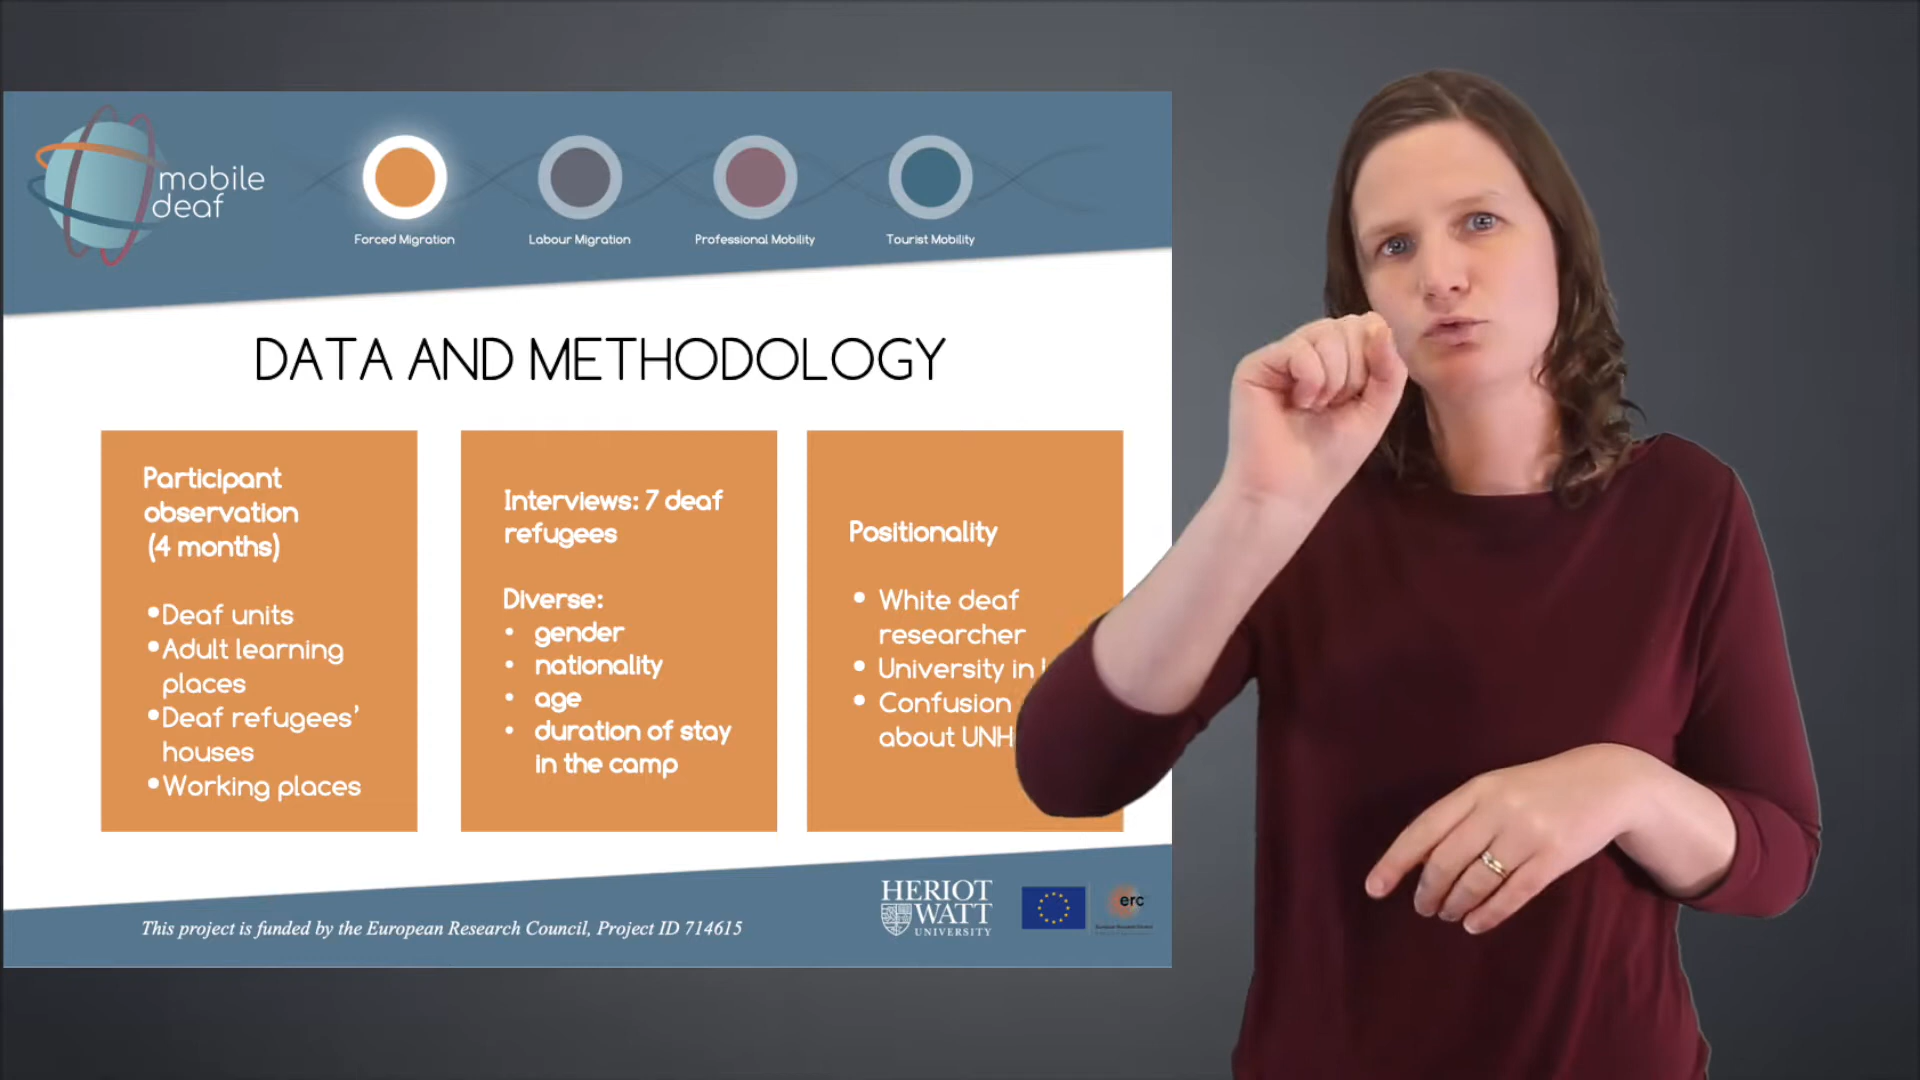 mobile
deaf
Forced Migration
Labour Migration
Professional Mobility
Tourist Mobility
DATA AND METHODOLOGY
Participant
observation
(4 months)
•Deaf units
•Adult learning
places
•Deaf refugees’
houses
•Working places
Interviews: 7 deaf
refugees
Diverse:
• gender
• nationality
• age
• duration of stay
in the camp
Positionality
• White deaf
researcher
• University in
• Confusion
about
This project is funded by the European Research Council, Project ID 714615
HERIOT
WATT
UNIVERSITY
erc